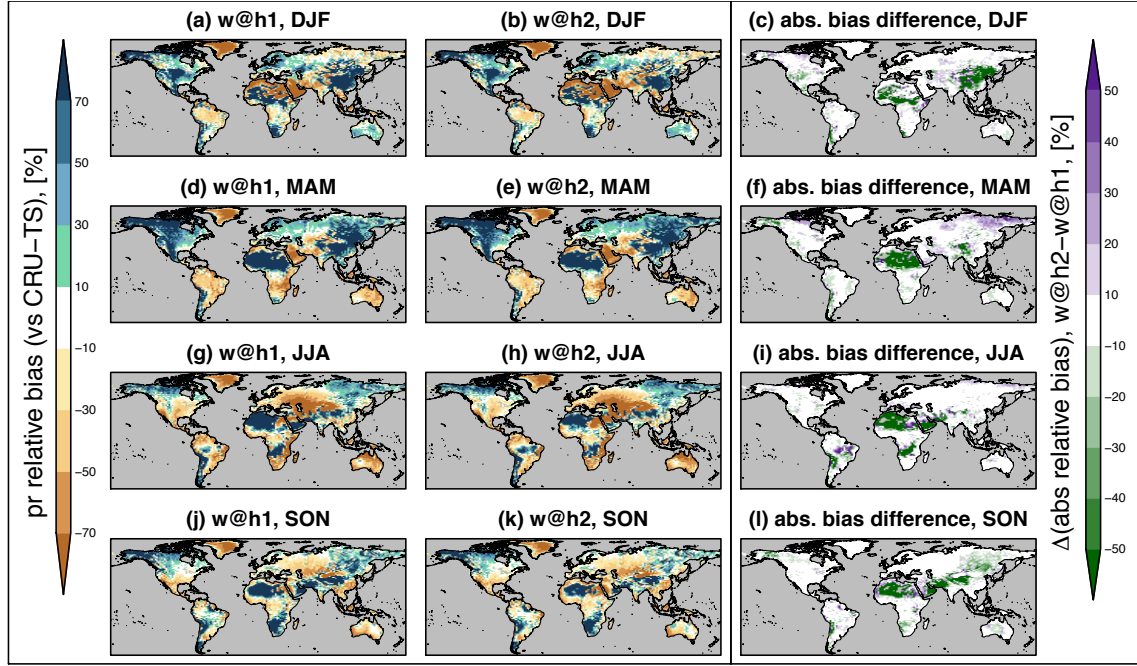 (a) w@h1, DJF
(b) w@h2, DJF
(c) abs. bias difference, DJF
(d) w@h1, MAM
(e) w@h2, MAM
(f) abs. bias difference, MAM
(g) w@h1, JJA
(h) w@h2, JJA
(i) abs. bias difference, JJA
(j) w@h1, SON
(k) w@h2, SON
(l) abs. bias difference, SON
pr relative bias (vs CRU−TS), [%]
70
50
30
10
−10
−30
−50
−70
Δ(abs relative bias), w@h2−w@h1, [%]
50
40
30
20
10
−10
−20
−30
−40
−50